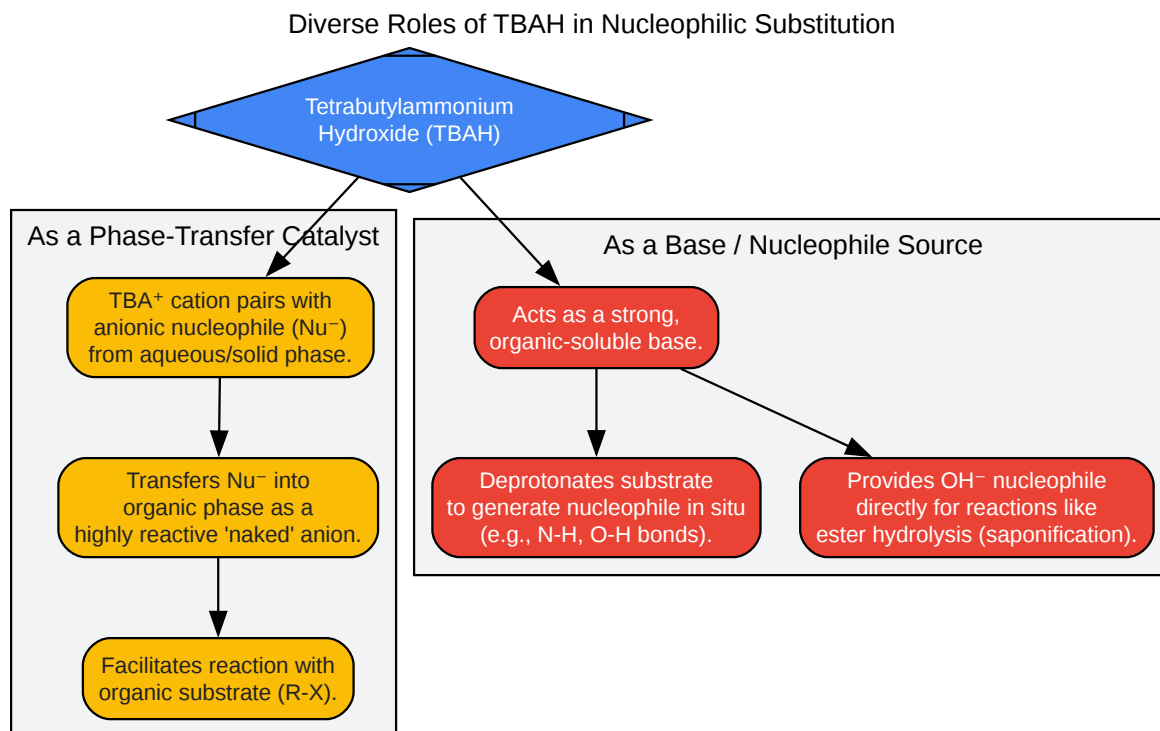 Diverse Roles of TBAH in Nucleophilic Substitution
Tetrabutylammonium
Hydroxide (TBAH)
As a Phase-Transfer Catalyst
TBA⁺ cation pairs with
anionic nucleophile (Nu⁻)
from aqueous/solid phase.
Transfers Nu⁻ into
organic phase as a
highly reactive 'naked' anion.
Facilitates reaction with
organic substrate (R-X).
As a Base / Nucleophile Source
Acts as a strong,
organic-soluble base.
Deprotonates substrate
to generate nucleophile in situ
(e.g., N-H, O-H bonds).
Provides OH⁻ nucleophile
directly for reactions like
ester hydrolysis (saponification).